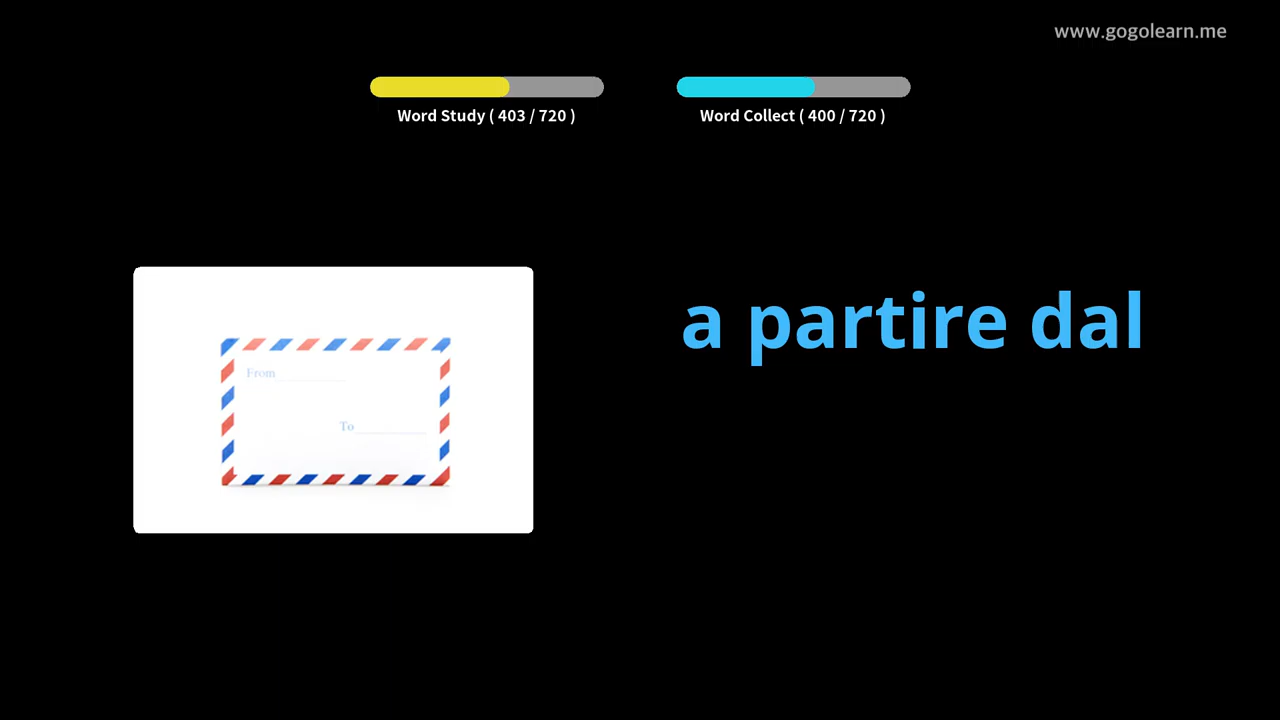 www.gogolearn.me
Word Study ( 403 / 720 )
Word Collect ( 400 / 720 )
a partire dal
From
To